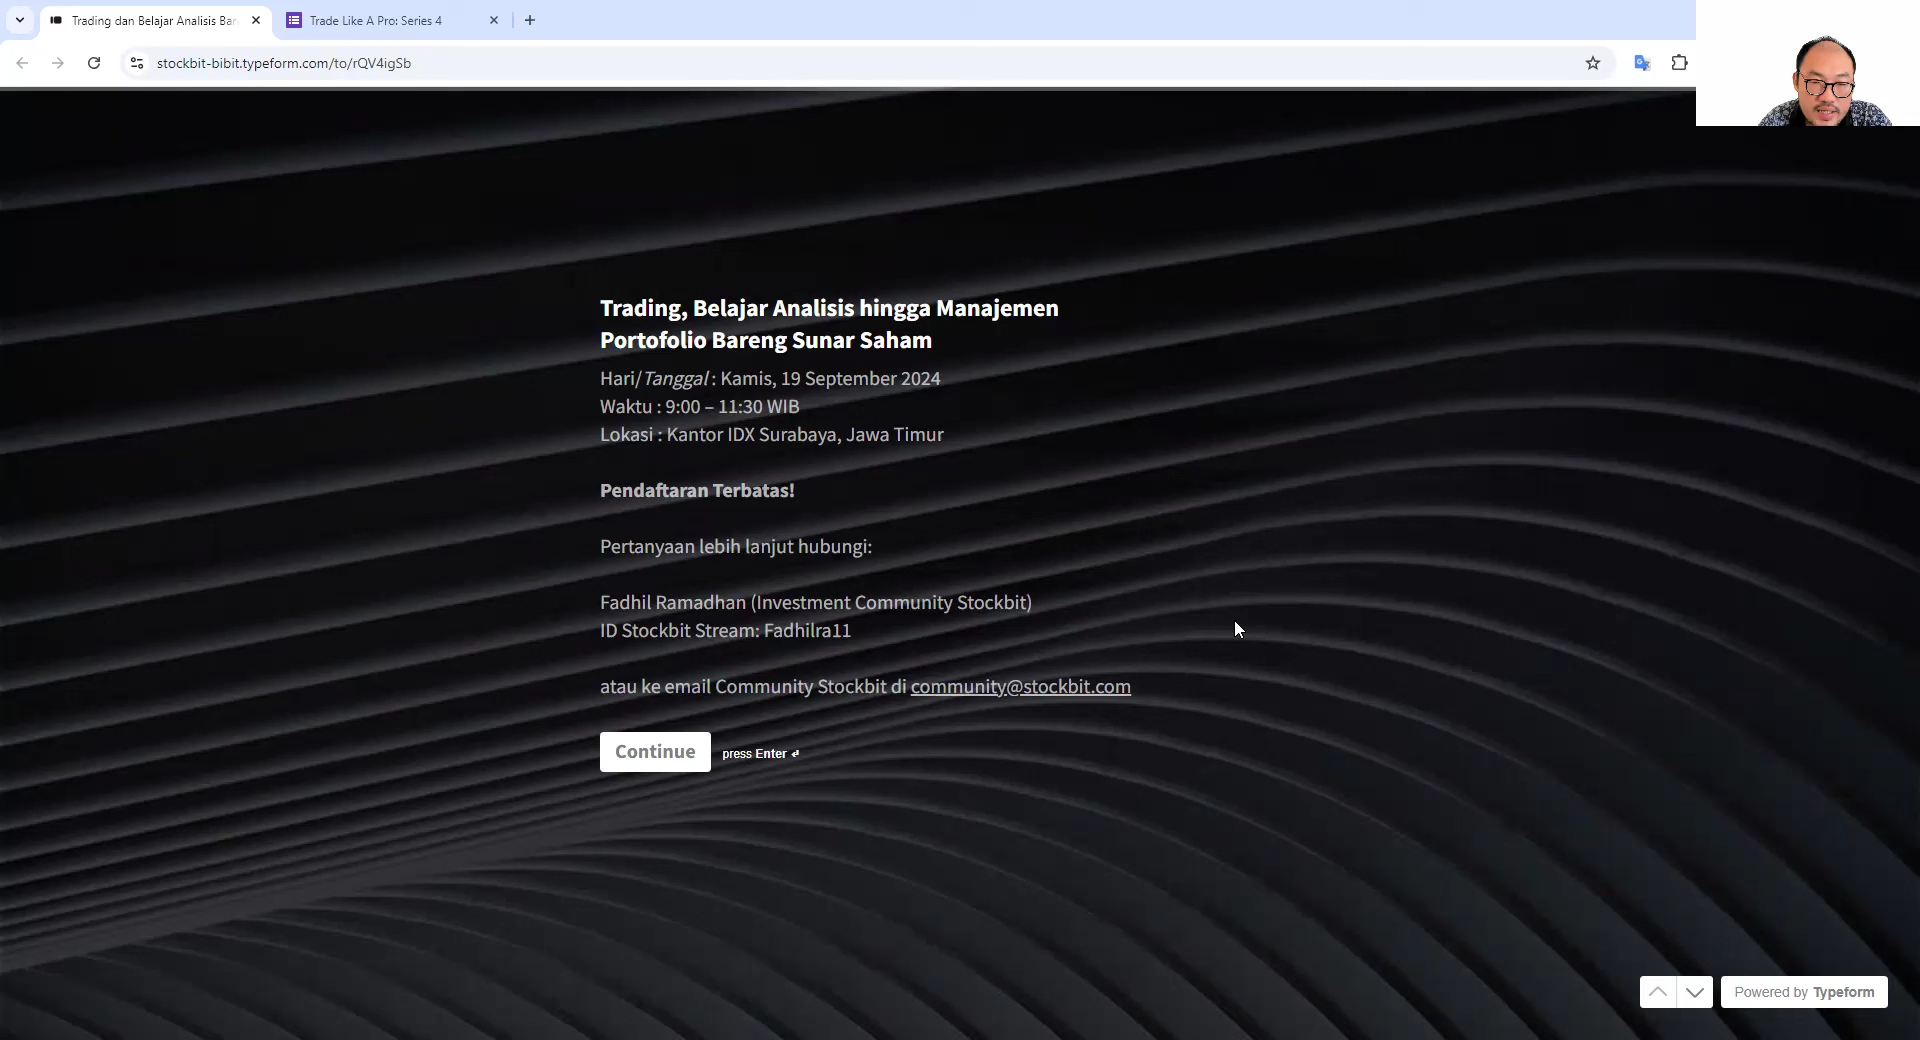 Trading dan Belajar Analisis Bar
Trade Like A Pro: Series 4
stockbit-bibit.typeform.com/to/rQV4igSb
Trading, Belajar Analisis hingga Manajemen
Portofolio Bareng Sunar Saham
Hari/Tanggal : Kamis, 19 September 2024
Waktu : 9:00 – 11:30 WIB
Lokasi : Kantor IDX Surabaya, Jawa Timur
Pendaftaran Terbatas!
Pertanyaan lebih lanjut hubungi:
Fadhil Ramadhan (Investment Community Stockbit)
ID Stockbit Stream: Fadhilra11
atau ke email Community Stockbit di community@stockbit.com
Continue press Enter ↵
Powered by Typeform